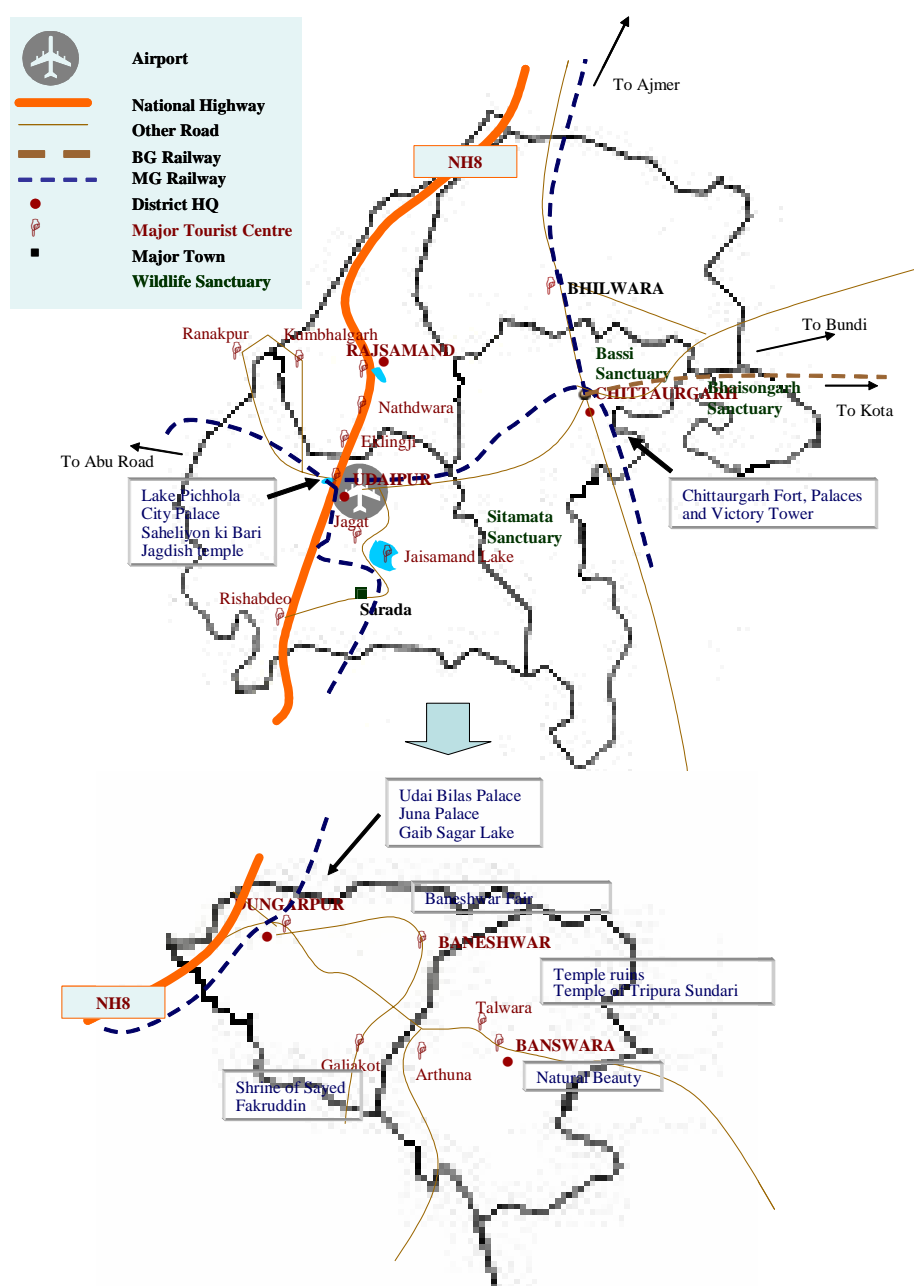 Airport
National Highway
Other Road
BG Railway
MG Railway
District HQ
Major Tourist Centre
Major Town
Wildlife Sanctuary
To Ajmer
NH8
BHILWARA
To Bundi
Ranakpur
Kumbhalgarh
RAJSAMAND
Bassi
Sanctuary
CHITTAURGARH
Bhaisongarh
Sanctuary
To Kota
Nathdwara
Eklingji
To Abu Road
UDAIPUR
Lake Pichhola
City Palace
Saheliyon ki Bari
Jagdish temple
Chittaurgarh Fort, Palaces
and Victory Tower
Jagat
Sitamata
Sanctuary
Jaisamand Lake
Rishabdeo
Sarada
Udai Bilas Palace
Juna Palace
Gaib Sagar Lake
Baneshwar Fair
DUNGARPUR
BANESHWAR
Temple ruins
Temple of Tripura Sundari
NH8
Talwara
BANSWARA
Galiakot
Arthuna
Natural Beauty
Shrine of Sayed
Fakruddin